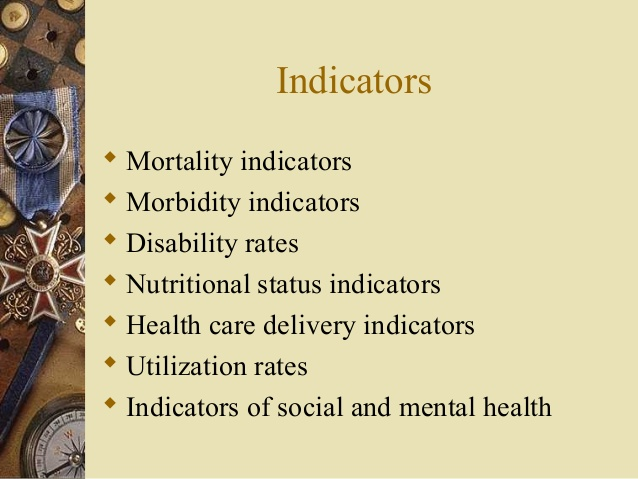 Indicators
Mortality indicators
Morbidity indicators
Disability rates
Nutritional status indicators
Health care delivery indicators
Utilization rates
Indicators of social and mental health